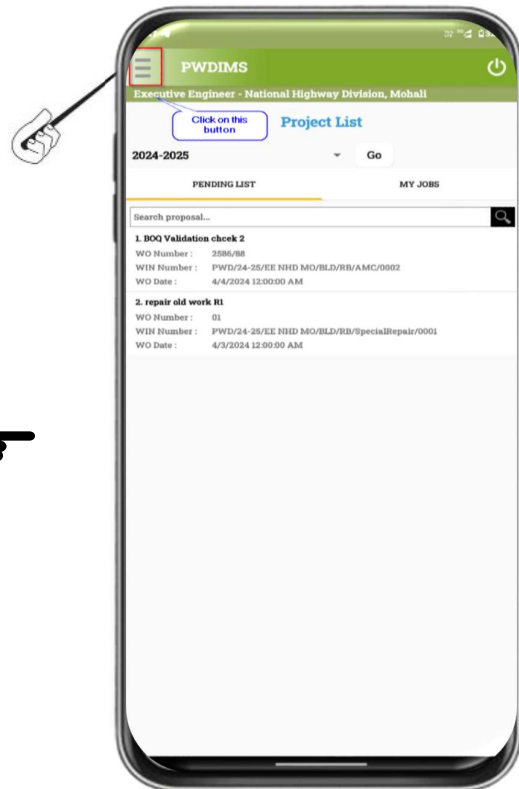 PWDIMS
Executive Engineer - National Highway Division, Mohali
Click on this
button
Project List
2024-2025 Go
PENDING LIST MY JOBS
Search proposal...
1. BOQ Validation chcek 2
WO Number : 2586/88
WIN Number : PWD/24-25/EE NHD MO/BLD/RB/AMC/0002
WO Date : 4/4/2024 12:00:00 AM
2. repair old work R1
WO Number : 01
WIN Number : PWD/24-25/EE NHD MO/BLD/RB/SpecialRepair/0001
WO Date : 4/3/2024 12:00:00 AM